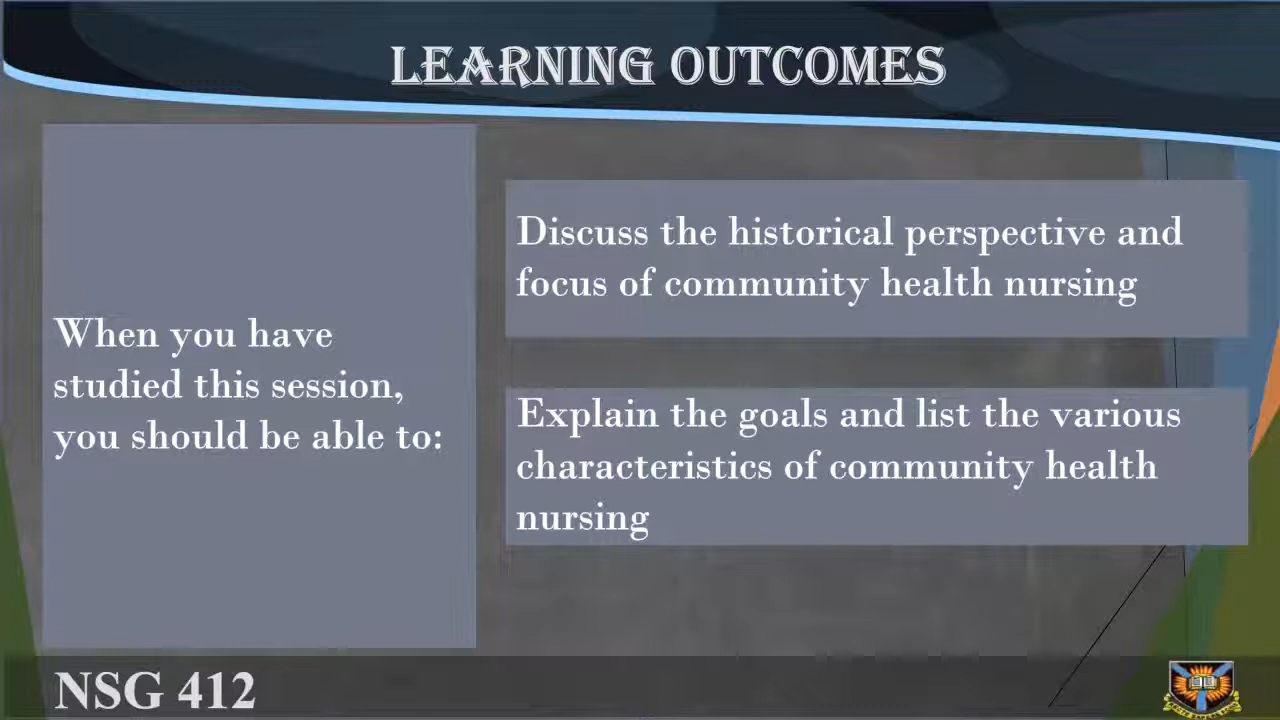 LEARNING OUTCOMES
When you have
studied this session,
you should be able to:
Discuss the historical perspective and
focus of community health nursing
Explain the goals and list the various
characteristics of community health
nursing
NSG 412